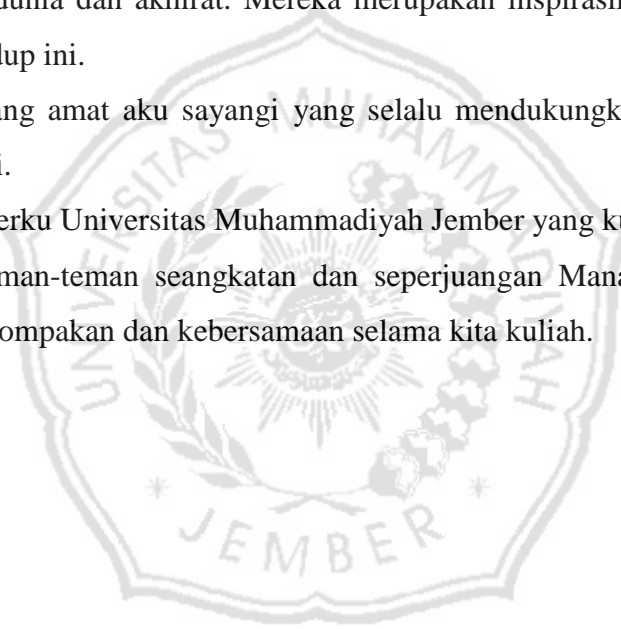 dunia dan akhirat. Mereka merupakan inspirasi
dup ini.
ang amat aku sayangi yang selalu mendukungk
i.
erku Universitas Muhammadiyah Jember yang ku
man-teman seangkatan dan seperjuangan Mana
ompakan dan kebersamaan selama kita kuliah.
UNIVERSITAS MUHAMMADIYAH
JEMBER